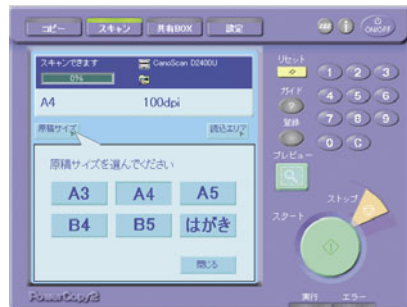 コピー スキャン 共有BOX 設定 ON/OFF
スキャンできます CanoScan D2400U
0%
A4 100dpi
原稿サイズ 読込エリア
原稿サイズを選んでください
A3 A4 A5
B4 B5 はがき
閉じる
リセット
ガイド
登録
プレビュー
1 2 3
4 5 6
7 8 9
0 C
ストップ
スタート
実行 エラー
PowerCopy2